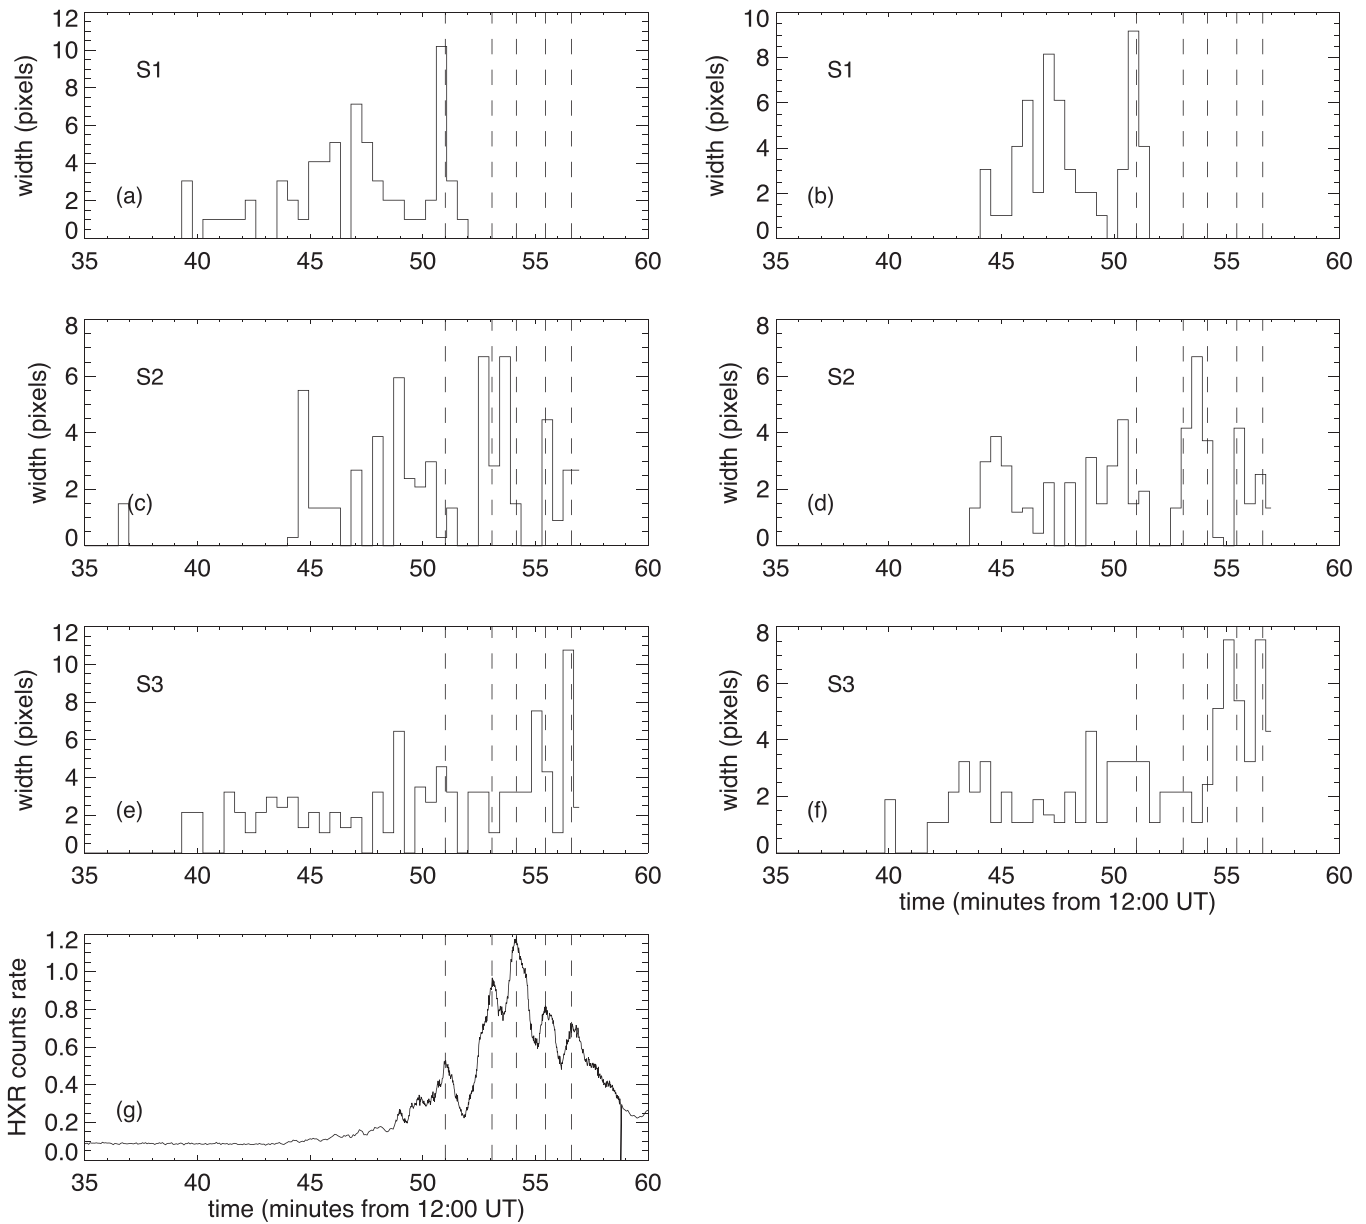 12
10
8
6
4
2
0
width (pixels)
S1
(a)
35 40 45 50 55 60
10
8
6
4
2
0
width (pixels)
S1
(b)
35 40 45 50 55 60
8
6
4
2
0
width (pixels)
S2
(c)
35 40 45 50 55 60
8
6
4
2
0
width (pixels)
S2
(d)
35 40 45 50 55 60
12
10
8
6
4
2
0
width (pixels)
S3
(e)
35 40 45 50 55 60
8
6
4
2
0
width (pixels)
S3
(f)
35 40 45 50 55 60
time (minutes from 12:00 UT)
1.2
1.0
0.8
0.6
0.4
0.2
0.0
HXR counts rate
(g)
35 40 45 50 55 60
time (minutes from 12:00 UT)